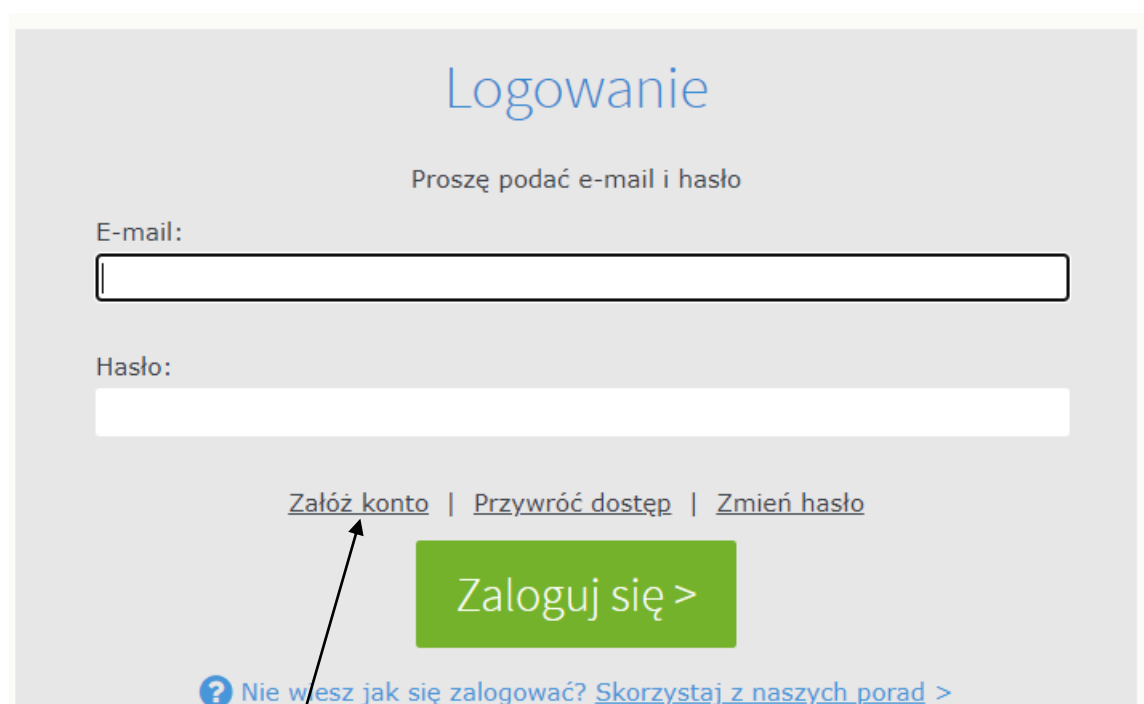 Logowanie
Proszę podać e-mail i hasło
E-mail:
Hasło:
Załóż konto | Przywróć dostęp | Zmień hasło
Zaloguj się >
? Nie wiesz jak się zalogować? Skorzystaj z naszych porad >